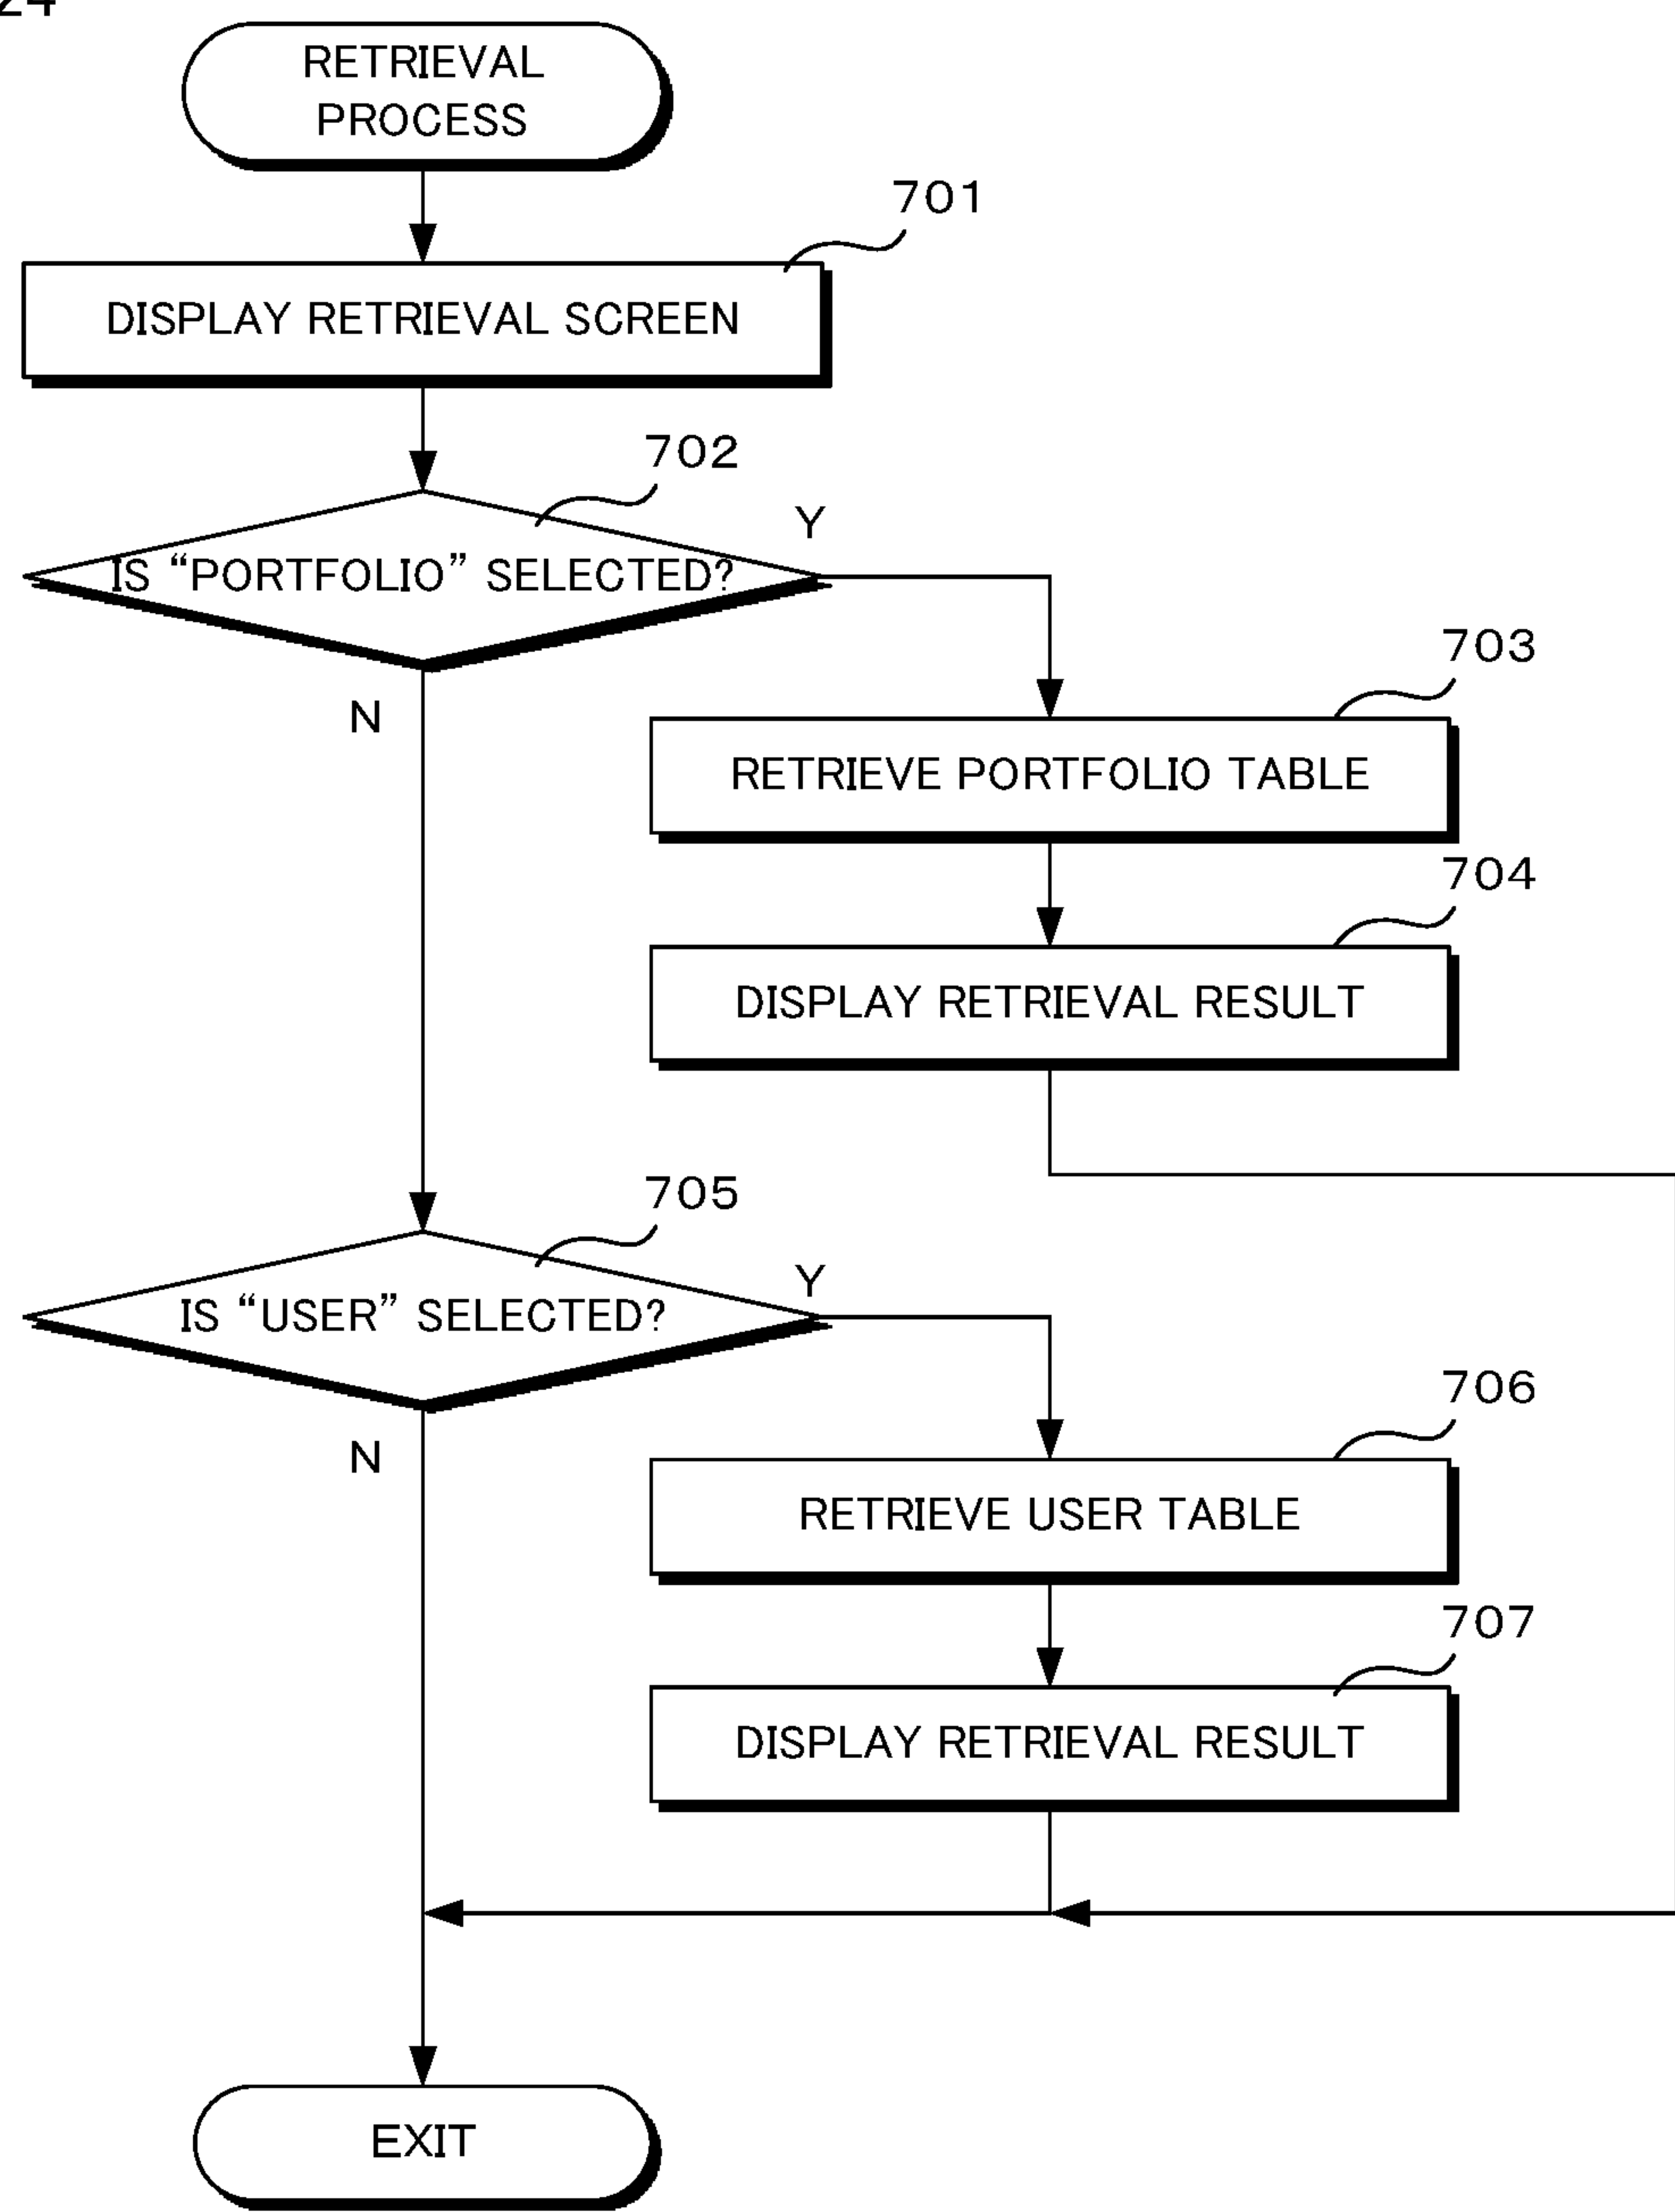 24
RETRIEVAL
PROCESS
701
DISPLAY RETRIEVAL SCREEN
702
IS “PORTFOLIO” SELECTED?
Y
N
703
RETRIEVE PORTFOLIO TABLE
704
DISPLAY RETRIEVAL RESULT
705
IS “USER” SELECTED?
Y
N
706
RETRIEVE USER TABLE
707
DISPLAY RETRIEVAL RESULT
EXIT